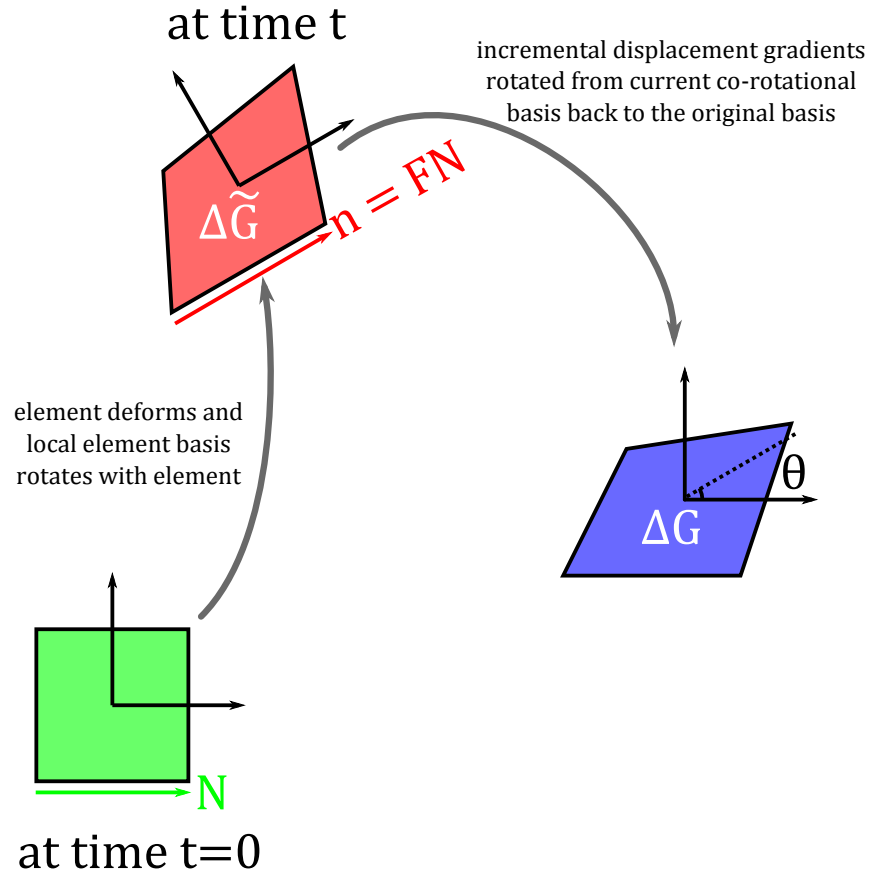 at time t
incremental displacement gradients
rotated from current co-rotational
basis back to the original basis
n = FN
ΔG̃
element deforms and
local element basis
rotates with element
θ
ΔG
N
at time t=0